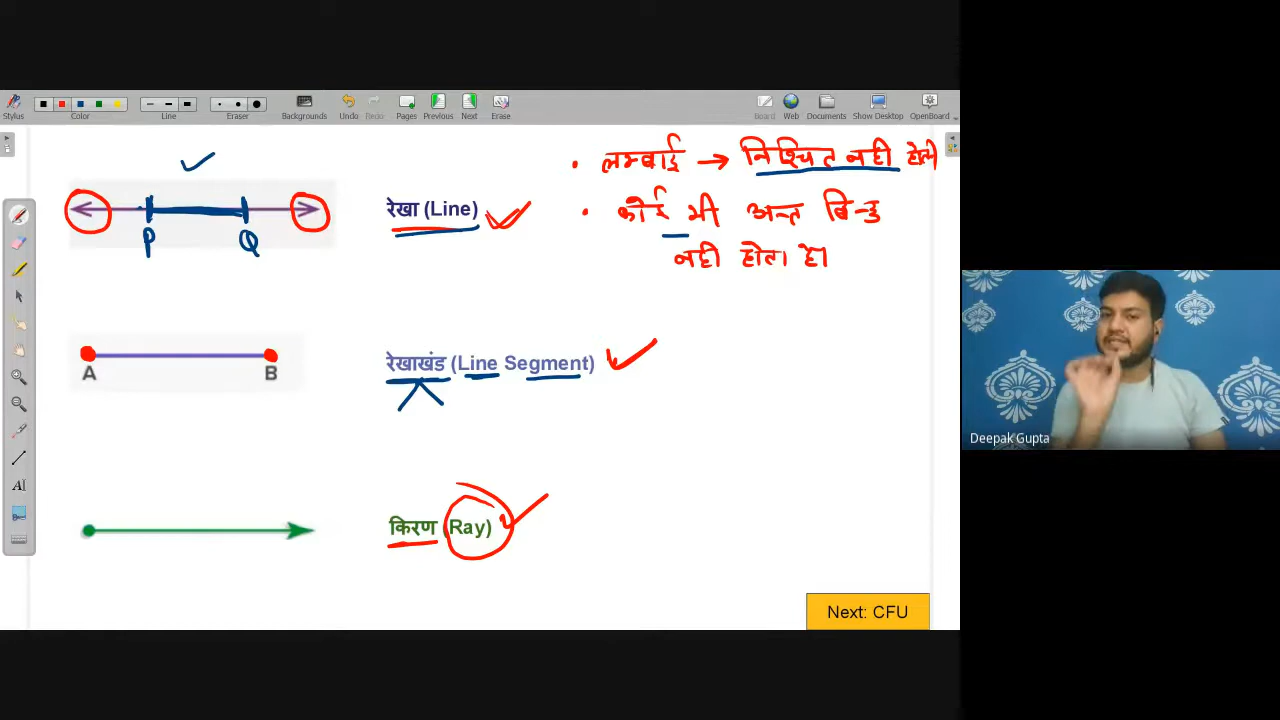 Stylus
Color
Line
Eraser
Backgrounds
Undo
Redo
Pages
Previous
Next
Erase
Board
Web
Documents
Show Desktop
OpenBoard
• लम्बाई → निश्चित नही होती
रेखा (Line)
• कोई भी अन्त बिन्दु
नही होता है।
P Q
रेखाखंड (Line Segment)
A B
Deepak Gupta
किरण (Ray)
Next: CFU